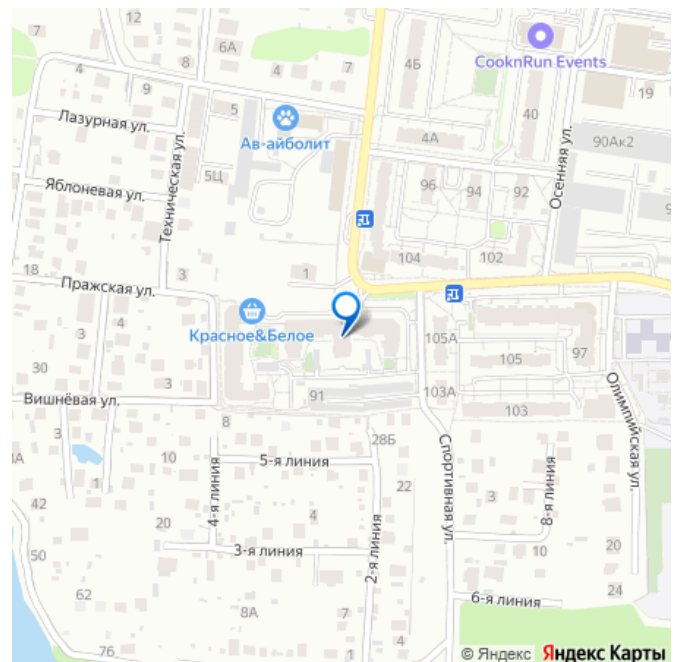 12
7
6А
4
7
4
8
9
4Б
CooknRun Events
19
40
Лазурная ул.
5
Ав-айболит
4А
90Ак2
Техническая ул.
5Ц
Осенняя ул.
Яблоневая ул.
96
94
92
9
18
3
1
104
102
Пражская ул.
Красное&Белое
105А
97
105
30
3
3
103А
103
91
Вишнёвая ул.
8
Олимпийская ул.
3
10
28Б
5-я линия
Спортивная ул.
42
4-я линия
22
3
8-я линия
20
4
50
3-я линия
2-я линия
10
20
62
8А
7
6-я линия
24
1
4
76
© Яндекс Яндекс Карты